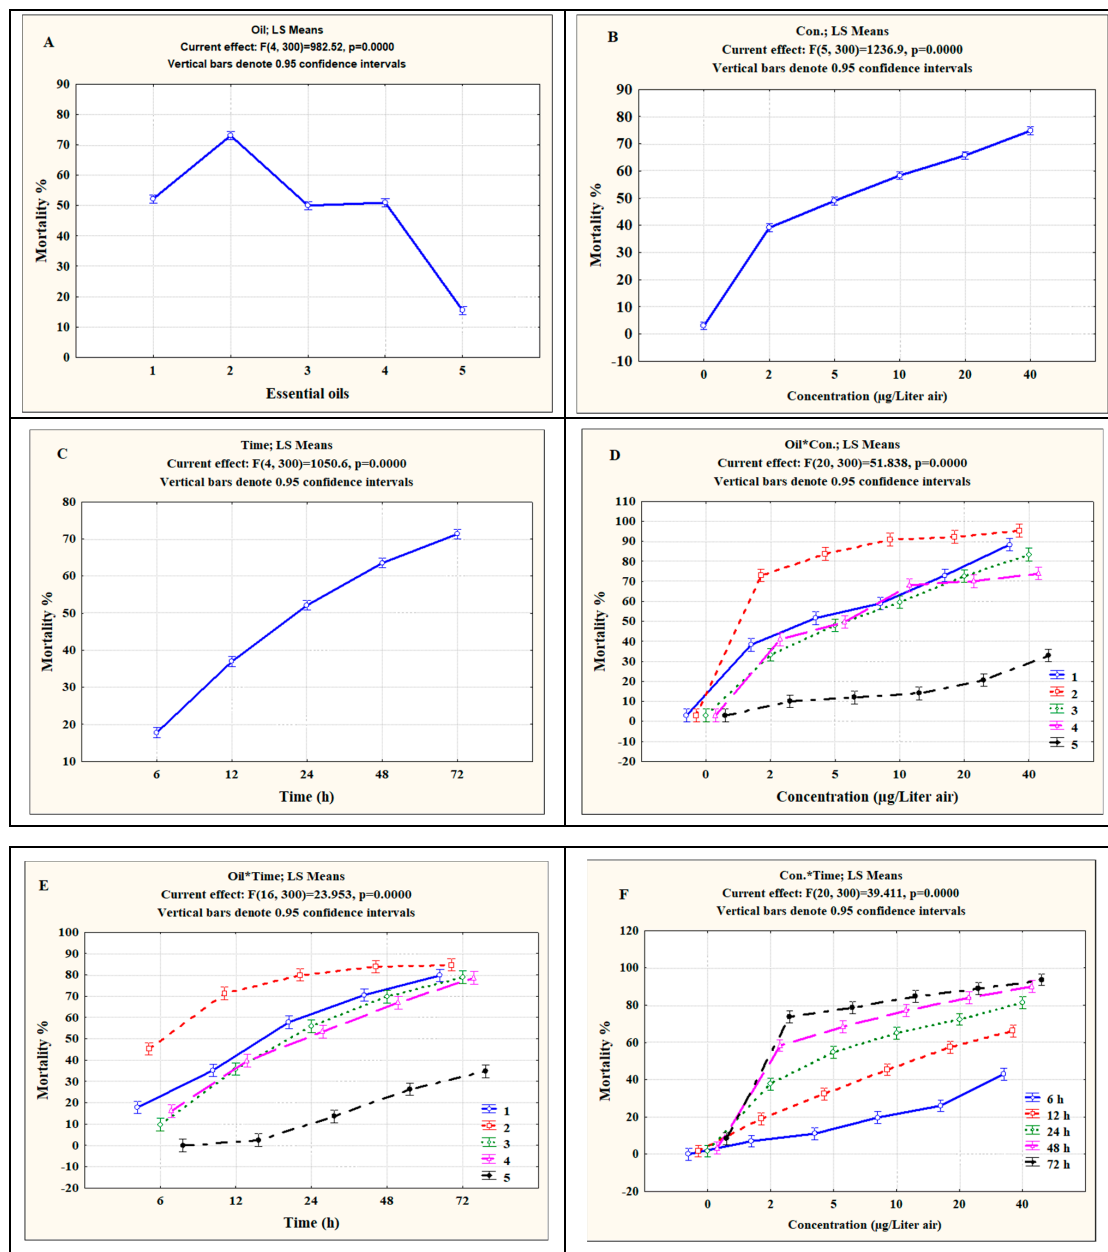 A
Oil; LS Means
Current effect: F(4, 300)=982.52, p=0.0000
Vertical bars denote 0.95 confidence intervals
Mortality %
90
80
70
60
50
40
30
20
10
0
1 2 3 4 5
Essential oils
B
Con.; LS Means
Current effect: F(5, 300)=1236.9, p=0.0000
Vertical bars denote 0.95 confidence intervals
Mortality %
90
80
70
60
50
40
30
20
10
0
-10
0 2 5 10 20 40
Concentration (µg/Liter air)
C
Time; LS Means
Current effect: F(4, 300)=1050.6, p=0.0000
Vertical bars denote 0.95 confidence intervals
Mortality %
80
70
60
50
40
30
20
10
6 12 24 48 72
Time (h)
D
Oil*Con.; LS Means
Current effect: F(20, 300)=51.838, p=0.0000
Vertical bars denote 0.95 confidence intervals
Mortality %
110
100
90
80
70
60
50
40
30
20
10
0
-10
-20
0 2 5 10 20 40
Concentration (µg/Liter air)
1
2
3
4
5
E
Oil*Time; LS Means
Current effect: F(16, 300)=23.953, p=0.0000
Vertical bars denote 0.95 confidence intervals
Mortality %
100
90
80
70
60
50
40
30
20
10
0
-10
-20
6 12 24 48 72
Time (h)
1
2
3
4
5
F
Con.*Time; LS Means
Current effect: F(20, 300)=39.411, p=0.0000
Vertical bars denote 0.95 confidence intervals
Mortality %
120
100
80
60
40
20
0
-20
0 2 5 10 20 40
Concentration (µg/Liter air)
6 h
12 h
24 h
48 h
72 h